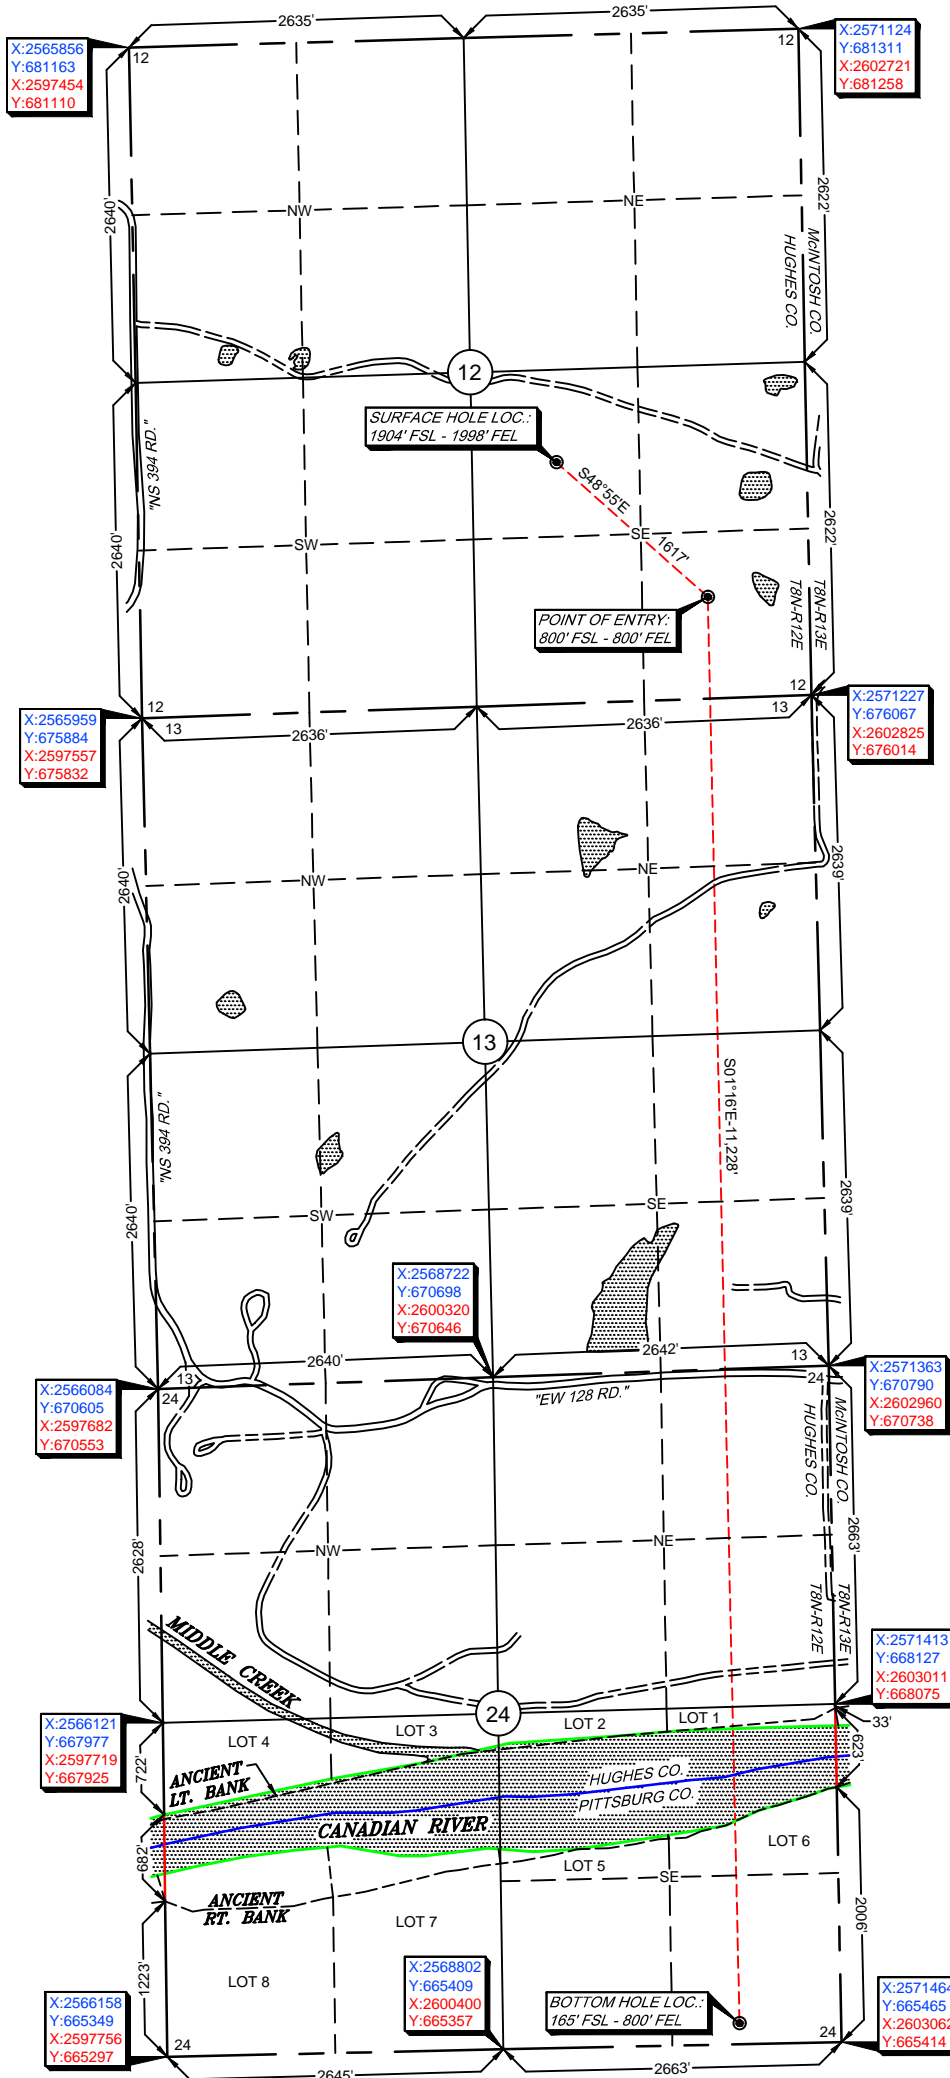 2635'
2635'
X:2565856
Y:681163
X:2597454
Y:681110
12
12
X:2571124
Y:681311
X:2602721
Y:681258
2640'
NW
NE
2622'
McINTOSH CO.
HUGHES CO.
12
SURFACE HOLE LOC.:
1904' FSL - 1998' FEL
"NS 394 RD."
S48°55'E
1617'
2640'
SW
SE
2622'
T8N-R13E
T8N-R12E
POINT OF ENTRY:
800' FSL - 800' FEL
12
13
12
13
X:2565959
Y:675884
X:2597557
Y:675832
2636'
2636'
X:2571227
Y:676067
X:2602825
Y:676014
2640'
NW
NE
2639'
13
S01°16'E-11,228'
"NS 394 RD."
2640'
SW
SE
2639'
X:2568722
Y:670698
X:2600320
Y:670646
2640'
2642'
13
24
13
24
X:2566084
Y:670605
X:2597682
Y:670553
"EW 128 RD."
X:2571363
Y:670790
X:2602960
Y:670738
McINTOSH CO.
HUGHES CO.
2628'
NW
NE
2663'
T8N-R13E
T8N-R12E
MIDDLE CREEK
X:2571413
Y:668127
X:2603011
Y:668075
24
X:2566121
Y:667977
X:2597719
Y:667925
LOT 4
LOT 3
LOT 2
LOT 1
33'
722'
623'
ANCIENT
LT. BANK
HUGHES CO.
PITTSBURG CO.
CANADIAN RIVER
682'
LOT 6
LOT 5
SE
ANCIENT
RT. BANK
LOT 7
2006'
1223'
LOT 8
X:2568802
Y:665409
X:2600400
Y:665357
X:2566158
Y:665349
X:2597756
Y:665297
BOTTOM HOLE LOC.:
165' FSL - 800' FEL
X:2571464
Y:665465
X:2603062
Y:665414
24
24
2645'
2663'